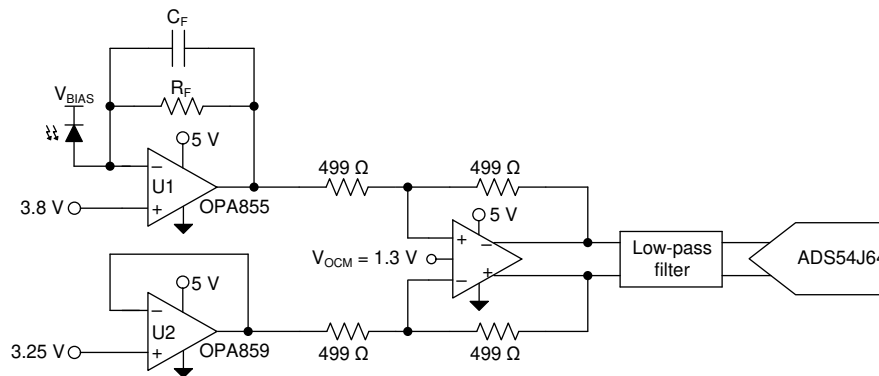 C_F
R_F
V_BIAS
5 V
U1
OPA855
3.8 V
499 Ω
499 Ω
5 V
V_OCM = 1.3 V
Low-pass
filter
ADS54J64
5 V
U2
OPA859
3.25 V
499 Ω
499 Ω